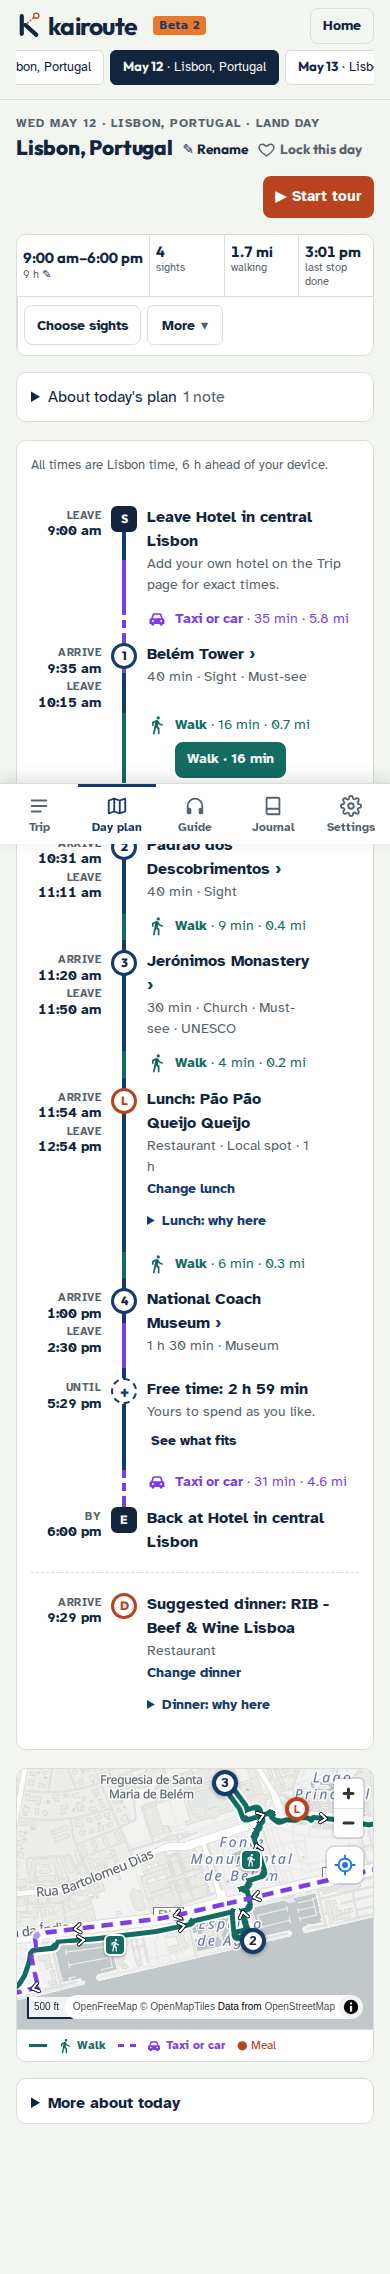 kairoute Beta 2 Home
bon, Portugal May 12 · Lisbon, Portugal May 13 · Lisb
WED MAY 12 · LISBON, PORTUGAL · LAND DAY
Lisbon, Portugal ✎ Rename Lock this day
▶ Start tour
9:00 am–6:00 pm 4 1.7 mi 3:01 pm
9 h ✎ sights walking last stop
done
Choose sights More ▾
▶ About today's plan 1 note
All times are Lisbon time, 6 h ahead of your device.
LEAVE S Leave Hotel in central
9:00 am Lisbon
Add your own hotel on the Trip
page for exact times.
Taxi or car · 35 min · 5.8 mi
ARRIVE 1 Belém Tower ›
9:35 am 40 min · Sight · Must-see
LEAVE
10:15 am
Walk · 16 min · 0.7 mi
Walk · 16 min
Trip Day plan Guide Journal Settings
ARRIVE 2 Padrão dos
10:31 am Descobrimentos ›
LEAVE 40 min · Sight
11:11 am
Walk · 9 min · 0.4 mi
ARRIVE 3 Jerónimos Monastery
11:20 am ›
LEAVE 30 min · Church · Must-
11:50 am see · UNESCO
Walk · 4 min · 0.2 mi
ARRIVE L Lunch: Pão Pão
11:54 am Queijo Queijo
LEAVE Restaurant · Local spot · 1
12:54 pm h
Change lunch
▶ Lunch: why here
Walk · 6 min · 0.3 mi
ARRIVE 4 National Coach
1:00 pm Museum ›
LEAVE 1 h 30 min · Museum
2:30 pm
UNTIL + Free time: 2 h 59 min
5:29 pm Yours to spend as you like.
See what fits
Taxi or car · 31 min · 4.6 mi
BY E Back at Hotel in central
6:00 pm Lisbon
ARRIVE D Suggested dinner: RIB -
9:29 pm Beef & Wine Lisboa
Restaurant
Change dinner
▶ Dinner: why here
Freguesia de Santa
Maria de Belém
3
L
+
−
Rua Bartolomeu Dias
2
500 ft OpenFreeMap © OpenMapTiles Data from OpenStreetMap
Walk Taxi or car Meal
▶ More about today